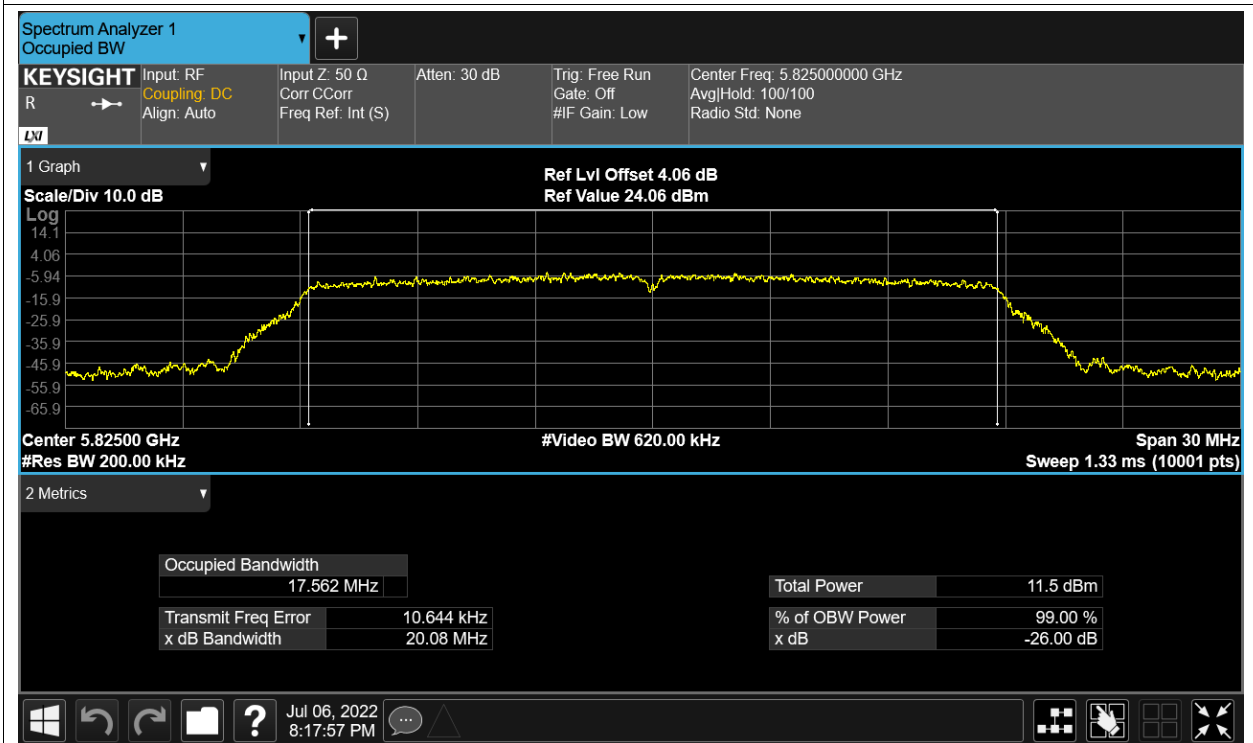 Spectrum Analyzer 1
Occupied BW
KEYSIGHT
R
LXI
Input: RF
Coupling: DC
Align: Auto
Input Z: 50 Ω
Corr CCorr
Freq Ref: Int (S)
Atten: 30 dB
Trig: Free Run
Gate: Off
#IF Gain: Low
Center Freq: 5.825000000 GHz
Avg|Hold: 100/100
Radio Std: None
1 Graph
Ref Lvl Offset 4.06 dB
Scale/Div 10.0 dB
Ref Value 24.06 dBm
Log
14.1
4.06
-5.94
-15.9
-25.9
-35.9
-45.9
-55.9
-65.9
Center 5.82500 GHz
#Video BW 620.00 kHz
Span 30 MHz
#Res BW 200.00 kHz
Sweep 1.33 ms (10001 pts)
2 Metrics
Occupied Bandwidth
17.562 MHz
Total Power 11.5 dBm
Transmit Freq Error 10.644 kHz
% of OBW Power 99.00 %
x dB Bandwidth 20.08 MHz
x dB -26.00 dB
?
Jul 06, 2022
8:17:57 PM